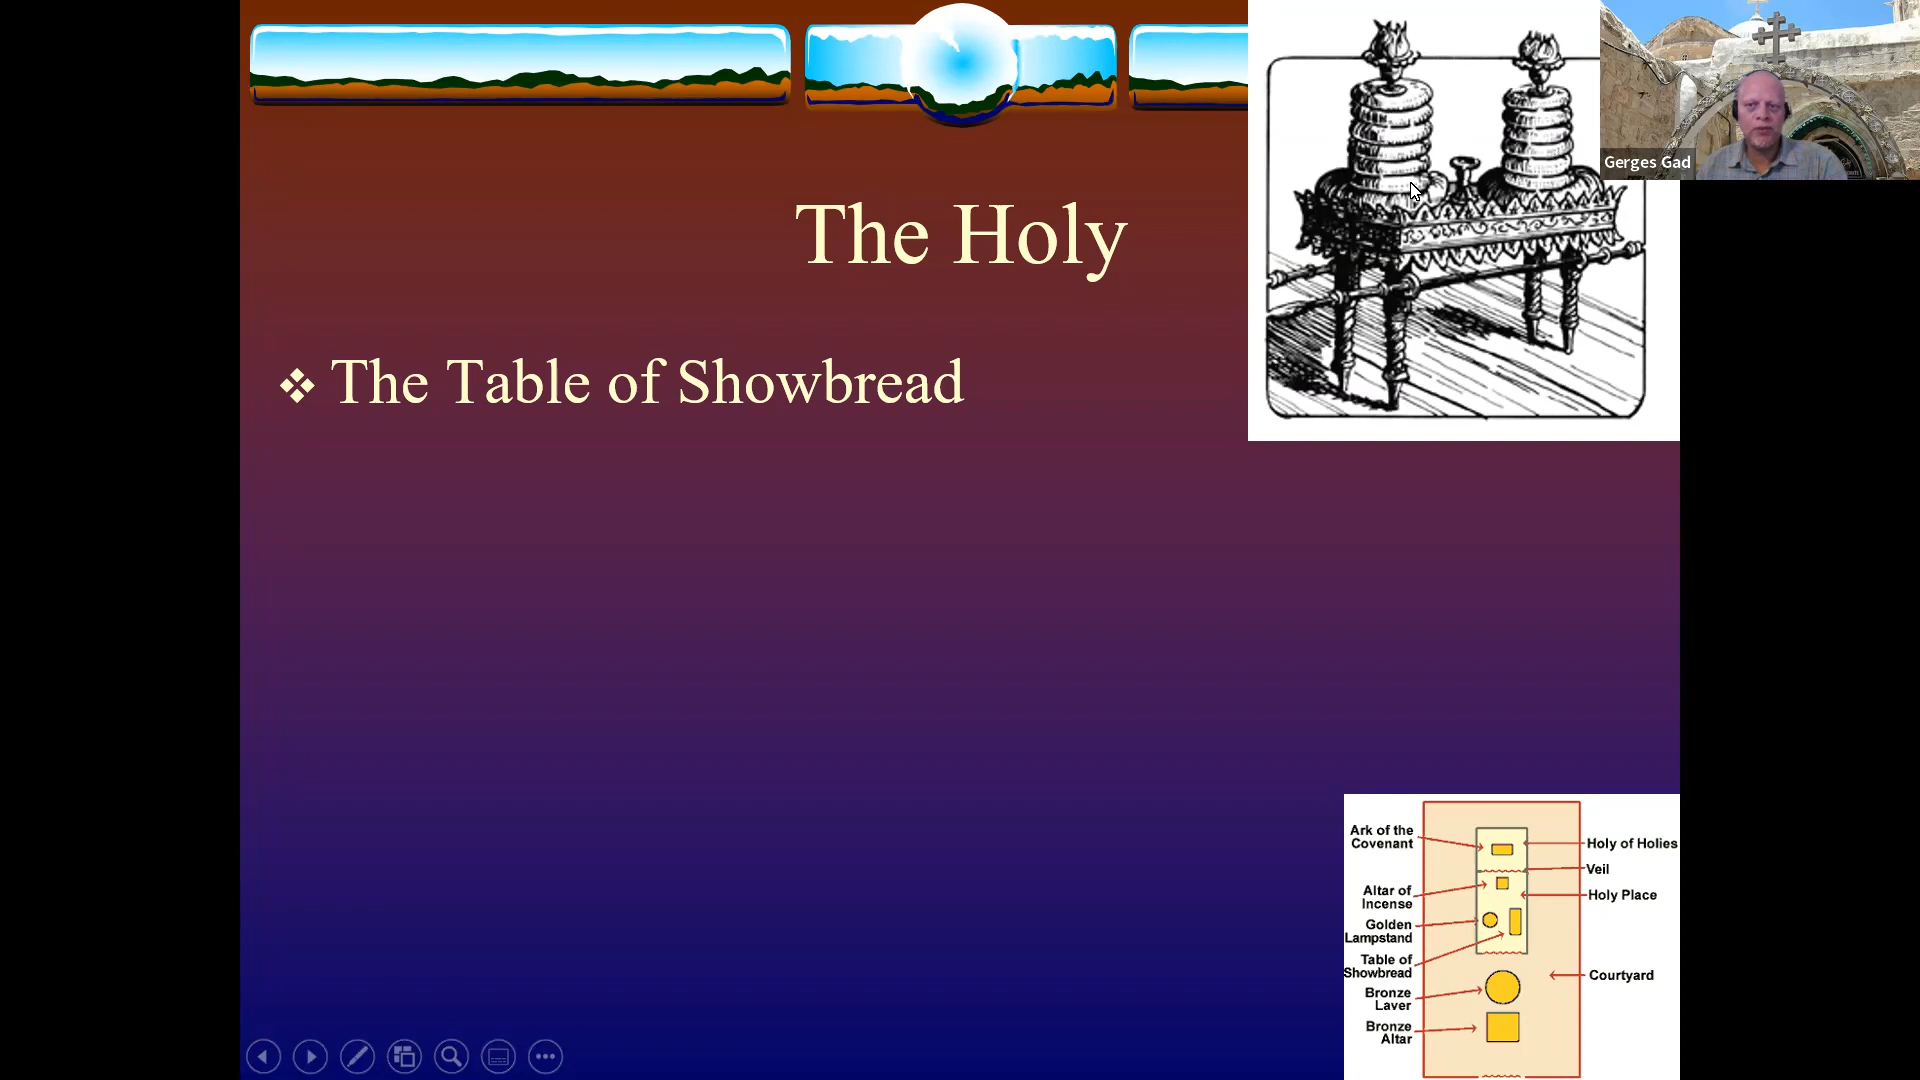 The Holy
Gerges Gad
❖ The Table of Showbread
Ark of the
Covenant
Holy of Holies
Veil
Altar of
Incense
Holy Place
Golden
Lampstand
Table of
Showbread
Courtyard
Bronze
Laver
Bronze
Altar